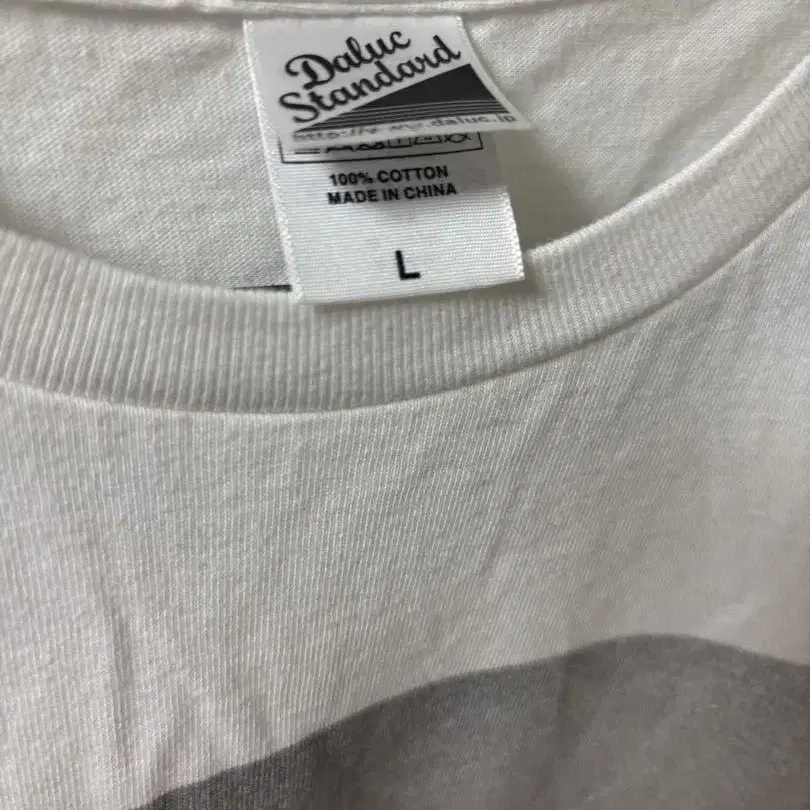 Daluc
Standard
100% COTTON
MADE IN CHINA
L